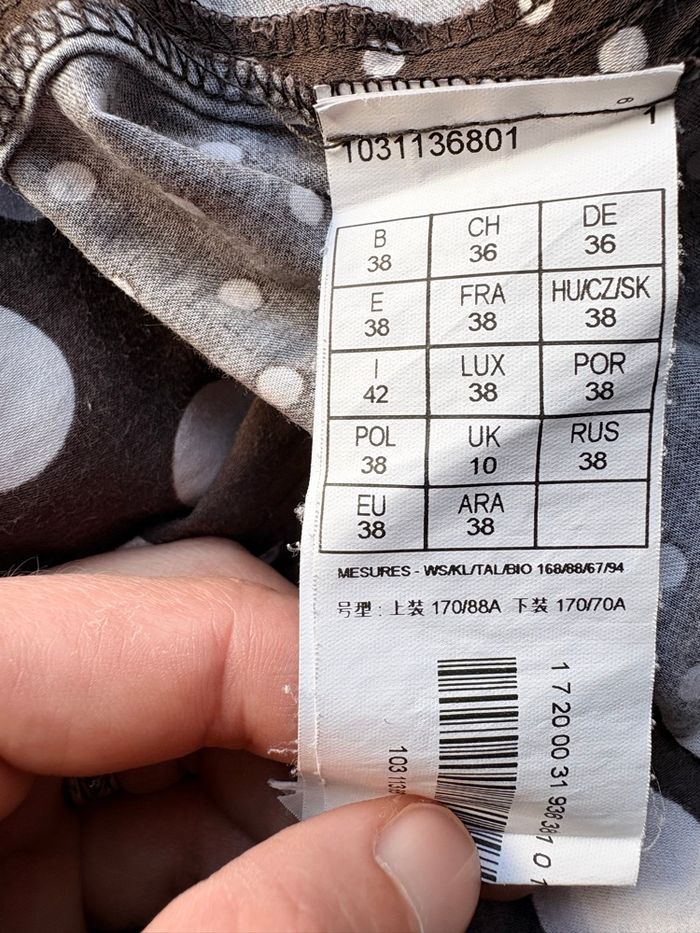 1
1031136801
B CH DE
38 36 36
E FRA HU/CZ/SK
38 38 38
I LUX POR
42 38 38
POL UK RUS
38 10 38
EU ARA
38 38
MESURES - WS/KL/TAL/BIO 168/88/67/94
号型 : 上装 170/88A 下装 170/70A